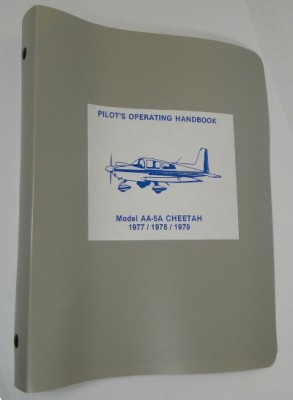 PILOT'S OPERATING HANDBOOK
Model AA-5A CHEETAH
1977 / 1978 / 1979